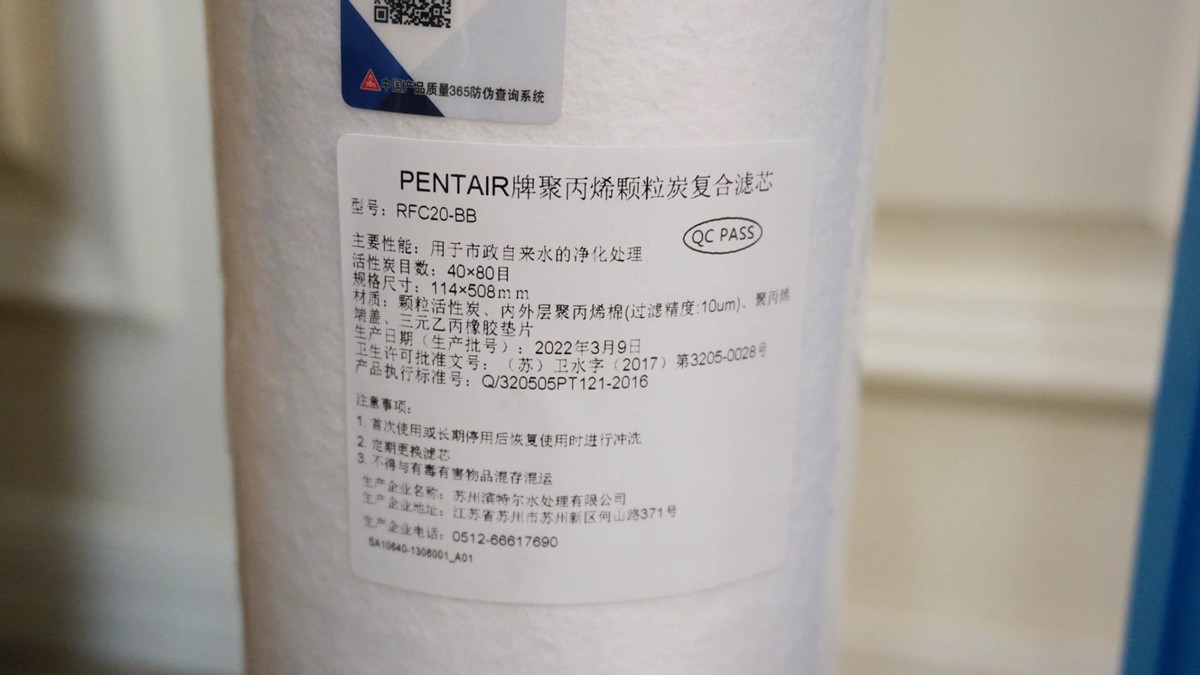 中国产品质量365防伪查询系统
PENTAIR牌聚丙烯颗粒炭复合滤芯
型号：RFC20-BB
QC PASS
主要性能：用于市政自来水的净化处理
活性炭目数：40×80目
规格尺寸：114×508mm
材质：颗粒活性炭、内外层聚丙烯棉(过滤精度:10um)、聚丙烯
端盖、三元乙丙橡胶垫片
生产日期（生产批号）：2022年3月9日
卫生许可批准文号：（苏）卫水字（2017）第3205-0028号
产品执行标准号：Q/320505PT121-2016
注意事项：
1. 首次使用或长期停用后恢复使用时进行冲洗
2. 定期更换滤芯
3. 不得与有毒有害物品混存混运
生产企业名称：苏州滨特尔水处理有限公司
生产企业地址：江苏省苏州市苏州新区何山路371号
生产企业电话：0512-66617690
SA10640-1306001_A01